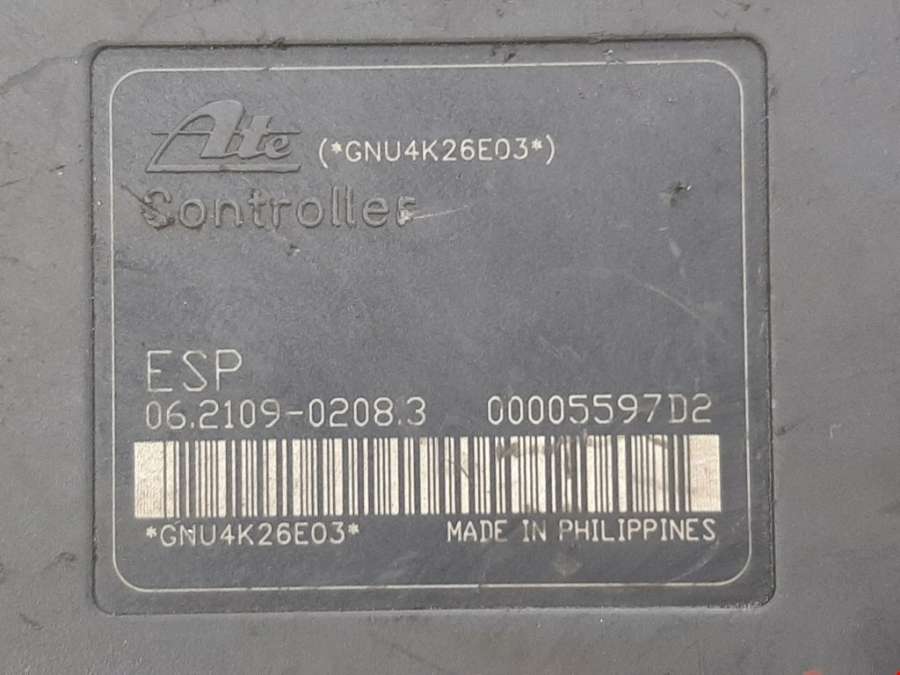 Ate (*GNU4K26E03*)
Controller
ESP
06.2109-0208.3 00005597D2
*GNU4K26E03* MADE IN PHILIPPINES